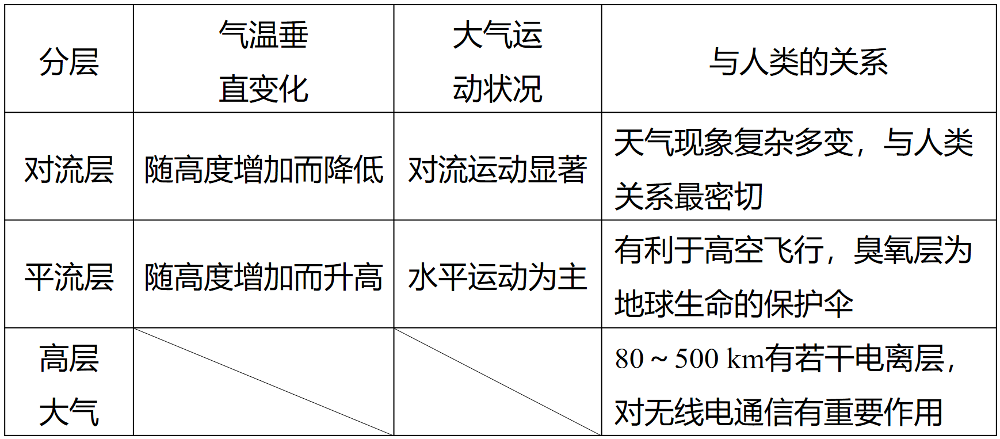 分层
气温垂
直变化
大气运
动状况
与人类的关系
对流层
随高度增加而降低
对流运动显著
天气现象复杂多变，与人类
关系最密切
平流层
随高度增加而升高
水平运动为主
有利于高空飞行，臭氧层为
地球生命的保护伞
高层
大气
80～500 km有若干电离层，
对无线电通信有重要作用